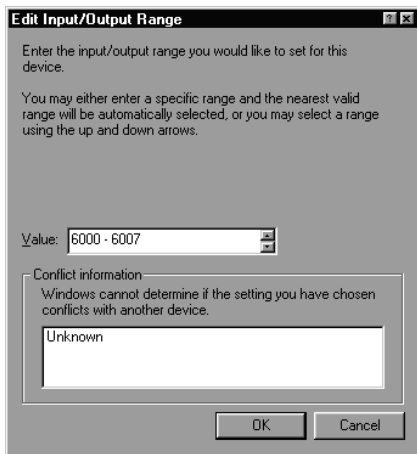 Edit Input/Output Range
Enter the input/output range you would like to set for this
device.
You may either enter a specific range and the nearest valid
range will be automatically selected, or you may select a range
using the up and down arrows.
Value: 6000 - 6007
Conflict information
Windows cannot determine if the setting you have chosen
conflicts with another device.
Unknown
OK Cancel